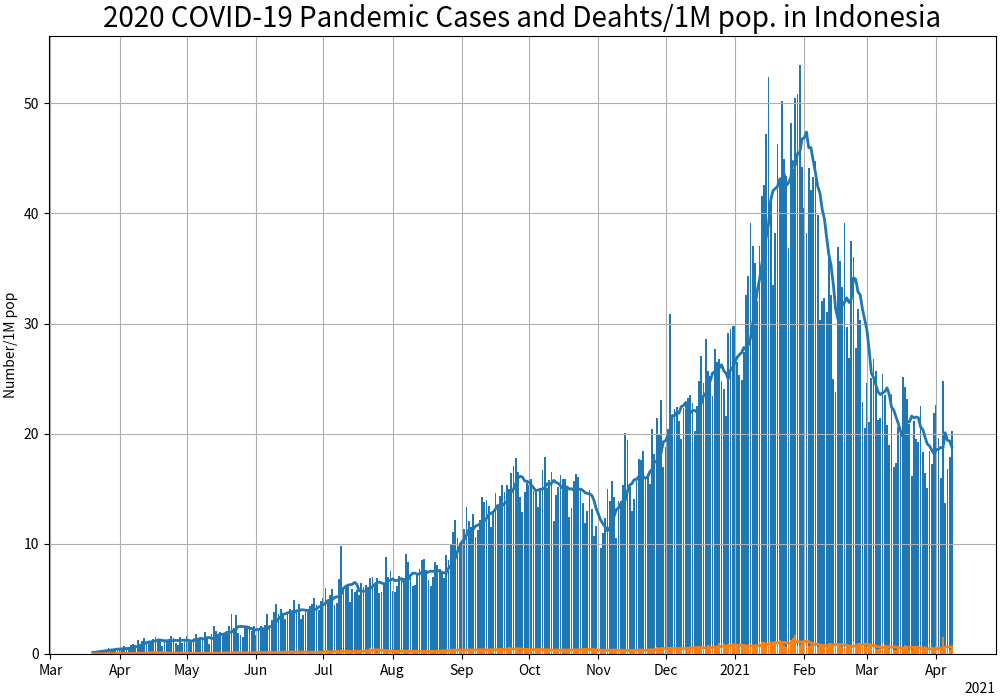 2020 COVID-19 Pandemic Cases and Deahts/1M pop. in Indonesia
Number/1M pop
50
40
30
20
10
0
Mar Apr May Jun Jul Aug Sep Oct Nov Dec 2021 Feb Mar Apr
2021